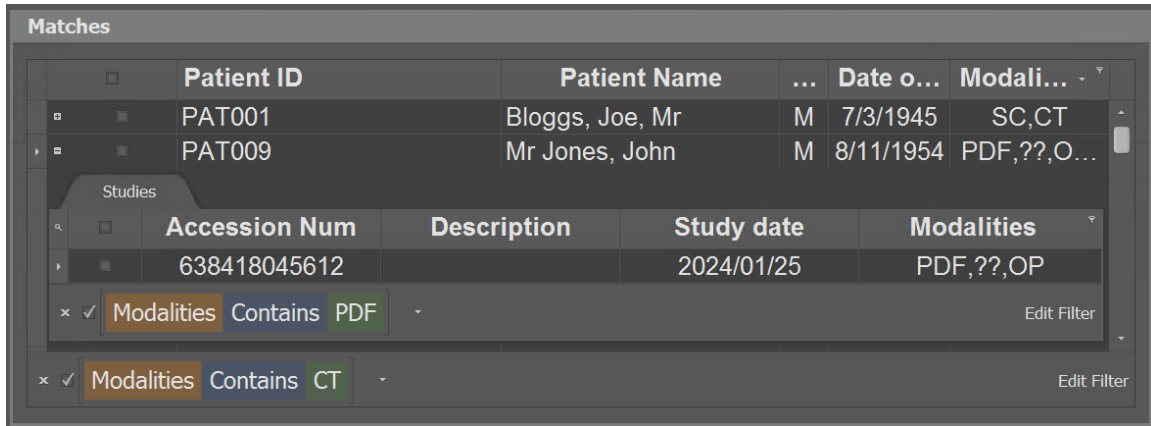 Matches
Patient ID Patient Name ... Date o... Modali...
PAT001 Bloggs, Joe, Mr M 7/3/1945 SC,CT
PAT009 Mr Jones, John M 8/11/1954 PDF,??,O...
Studies
Accession Num Description Study date Modalities
638418045612 2024/01/25 PDF,??,OP
Modalities Contains PDF Edit Filter
Modalities Contains CT Edit Filter